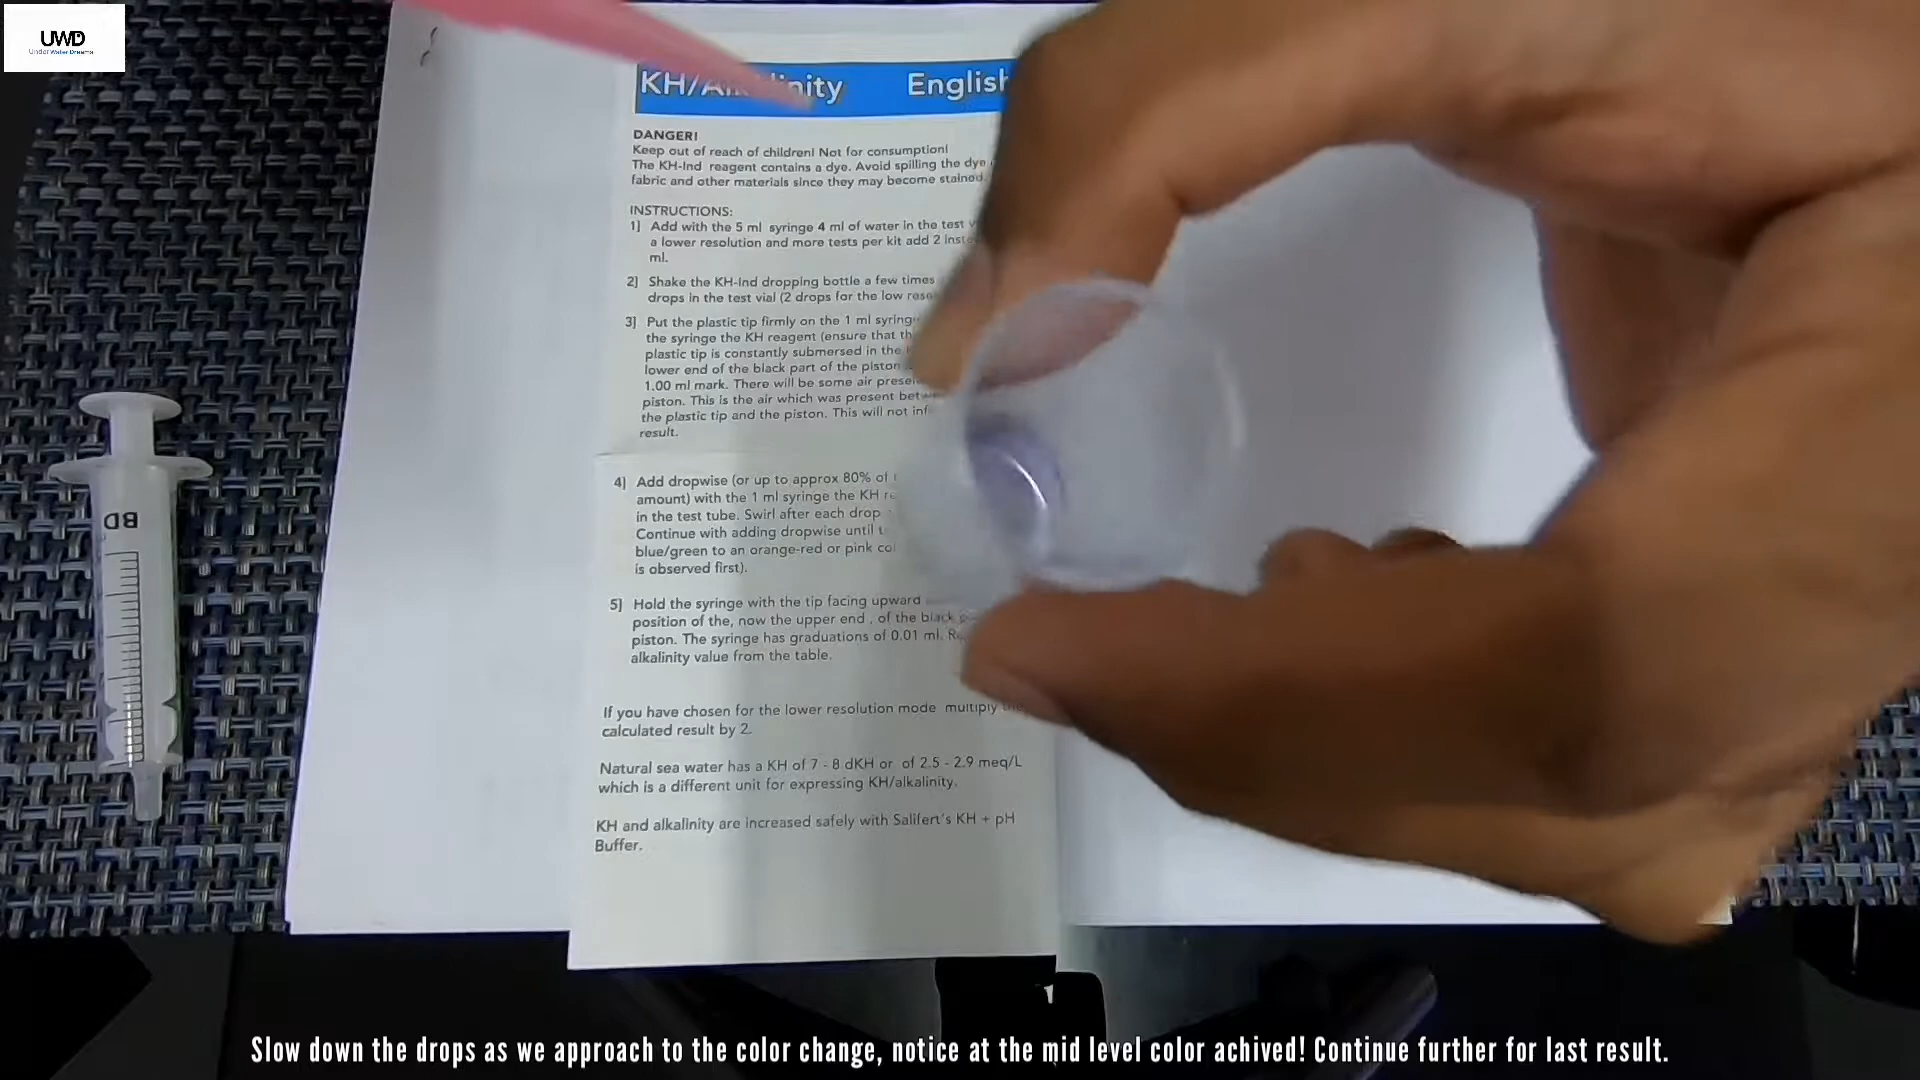 UWD
UnderWaterDreams
KH/Alkalinity English
DANGER!
Keep out of reach of children! Not for consumption!
The KH-Ind reagent contains a dye. Avoid spilling the dye
fabric and other materials since they may become stained.
INSTRUCTIONS:
1] Add with the 5 ml syringe 4 ml of water in the test
a lower resolution and more tests per kit add 2
ml.
2] Shake the KH-Ind dropping bottle a few times
drops in the test vial (2 drops for the low
3] Put the plastic tip firmly on the 1 ml
the syringe the KH reagent (ensure that
plastic tip is constantly submersed in the
lower end of the black part of the piston
1.00 ml mark. There will be some air
piston. This is the air which was present
the plastic tip and the piston. This will not
result.
4] Add dropwise (or up to approx 80% of
amount) with the 1 ml syringe the KH
in the test tube. Swirl after each drop
Continue with adding dropwise until
blue/green to an orange-red or pink
is observed first).
5] Hold the syringe with the tip facing upward
position of the, now the upper end , of the black
piston. The syringe has graduations of 0.01 ml.
alkalinity value from the table.
If you have chosen for the lower resolution mode multiply
calculated result by 2.
Natural sea water has a KH of 7 - 8 dKH or of 2.5 - 2.9 meq/L
which is a different unit for expressing KH/alkalinity.
KH and alkalinity are increased safely with Salifert's KH + pH
Buffer.
BD
Slow down the drops as we approach to the color change, notice at the mid level color achived! Continue further for last result.